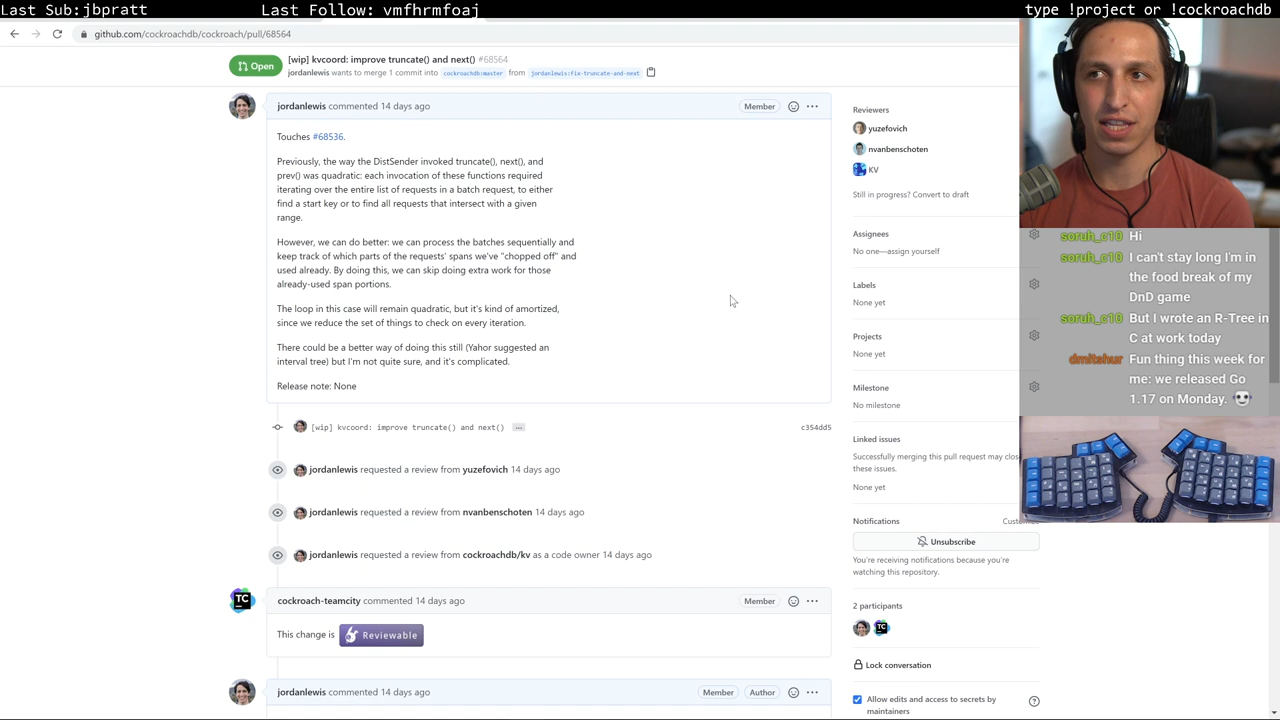 Last Sub:jbpratt
Last Follow: vmfhrmfoaj
type !project or !cockroachdb
github.com/cockroachdb/cockroach/pull/68564
Open
[wip] kvcoord: improve truncate() and next() #68564
jordanlewis wants to merge 1 commit into cockroachdb:master from jordanlewis:fix-truncate-and-next
jordanlewis commented 14 days ago
Member
Touches #68536.
Previously, the way the DistSender invoked truncate(), next(), and
prev() was quadratic: each invocation of these functions required
iterating over the entire list of requests in a batch request, to either
find a start key or to find all requests that intersect with a given
range.
However, we can do better: we can process the batches sequentially and
keep track of which parts of the requests' spans we've "chopped off" and
used already. By doing this, we can skip doing extra work for those
already-used span portions.
The loop in this case will remain quadratic, but it's kind of amortized,
since we reduce the set of things to check on every iteration.
There could be a better way of doing this still (Yahor suggested an
interval tree) but I'm not quite sure, and it's complicated.
Release note: None
[wip] kvcoord: improve truncate() and next() …
c354dd5
jordanlewis requested a review from yuzefovich 14 days ago
jordanlewis requested a review from nvanbenschoten 14 days ago
jordanlewis requested a review from cockroachdb/kv as a code owner 14 days ago
TC
cockroach-teamcity commented 14 days ago
Member
This change is Reviewable
jordanlewis commented 14 days ago
Member
Author
Reviewers
yuzefovich
nvanbenschoten
KV
Still in progress? Convert to draft
Assignees
No one—assign yourself
Labels
None yet
Projects
None yet
Milestone
No milestone
Linked issues
Successfully merging this pull request may close
these issues.
None yet
Notifications
Unsubscribe
You're receiving notifications because you're
watching this repository.
2 participants
TC
Lock conversation
Allow edits and access to secrets by
maintainers
soruh_c10 Hi
soruh_c10 I can't stay long I'm in
the food break of my
DnD game
soruh_c10 But I wrote an R-Tree in
C at work today
dmitshur Fun thing this week for
me: we released Go
1.17 on Monday.